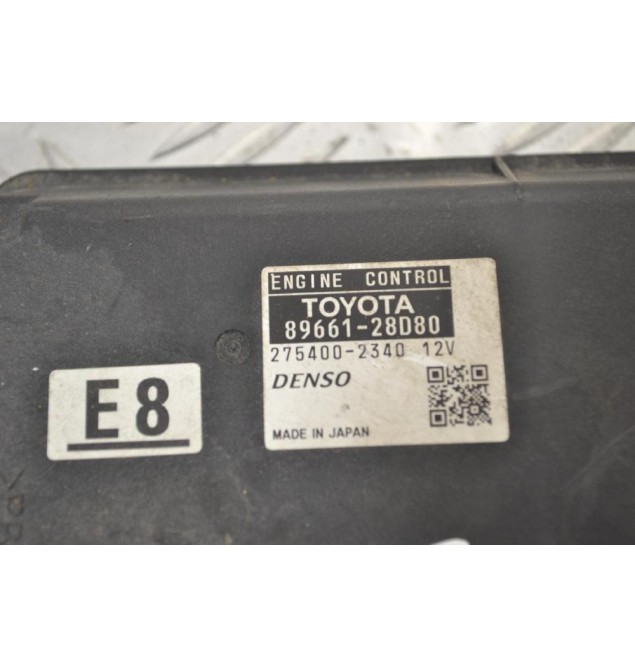 ENGINE CONTROL
TOYOTA
89661-28D80
275400-2340 12V
DENSO
MADE IN JAPAN
E8